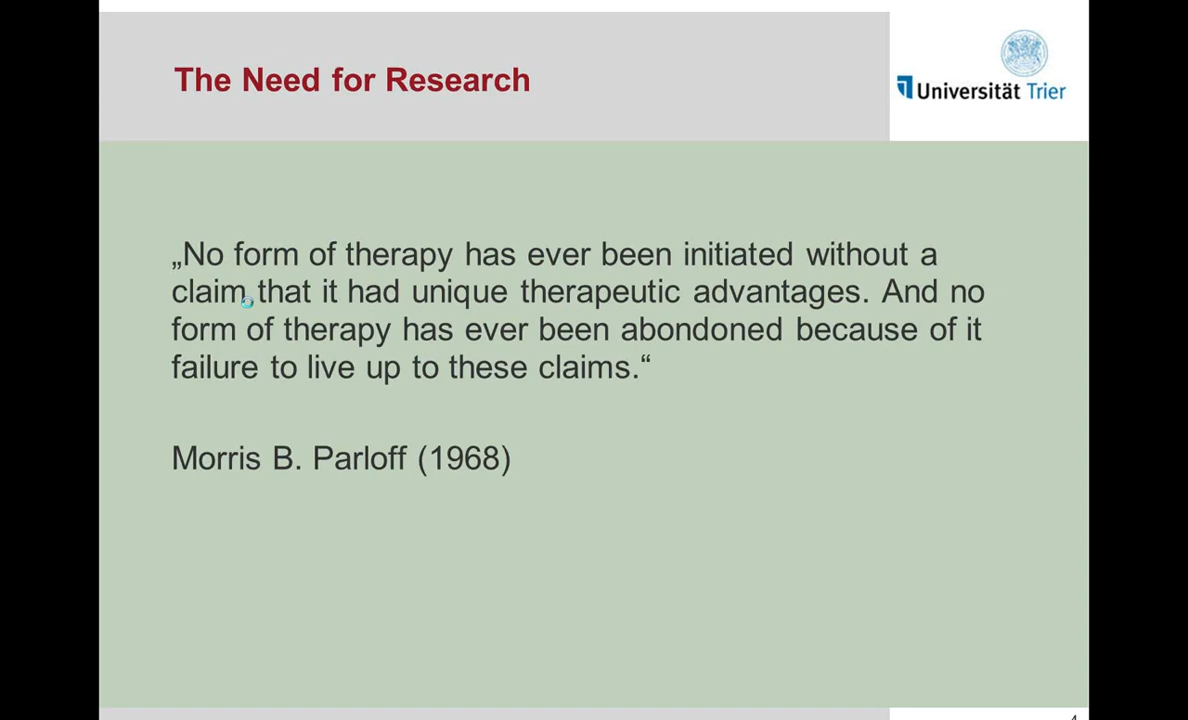 The Need for Research
Universität Trier
„No form of therapy has ever been initiated without a
claim that it had unique therapeutic advantages. And no
form of therapy has ever been abondoned because of it
failure to live up to these claims.“
Morris B. Parloff (1968)
4